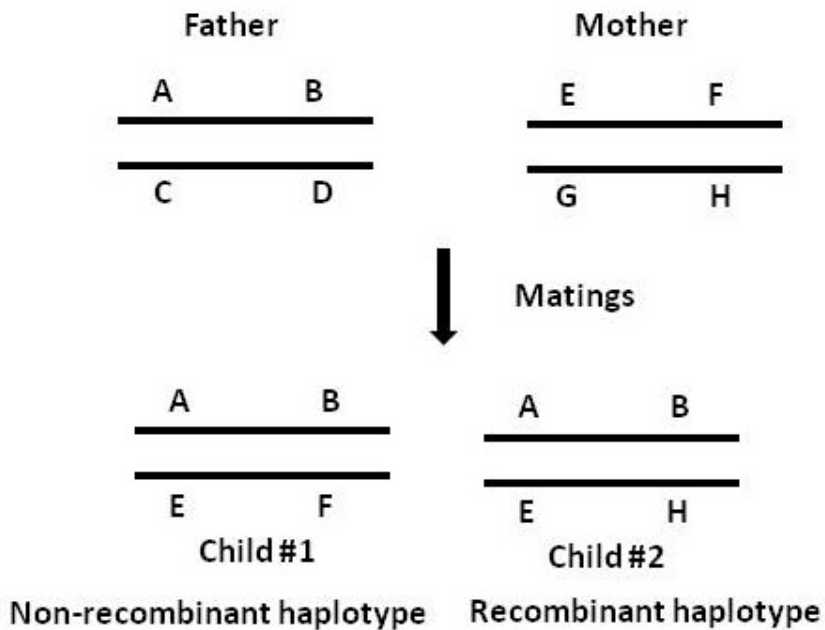 Father Mother
A B E F
C D G H
Matings
A B A B
E F E H
Child #1 Child #2
Non-recombinant haplotype Recombinant haplotype